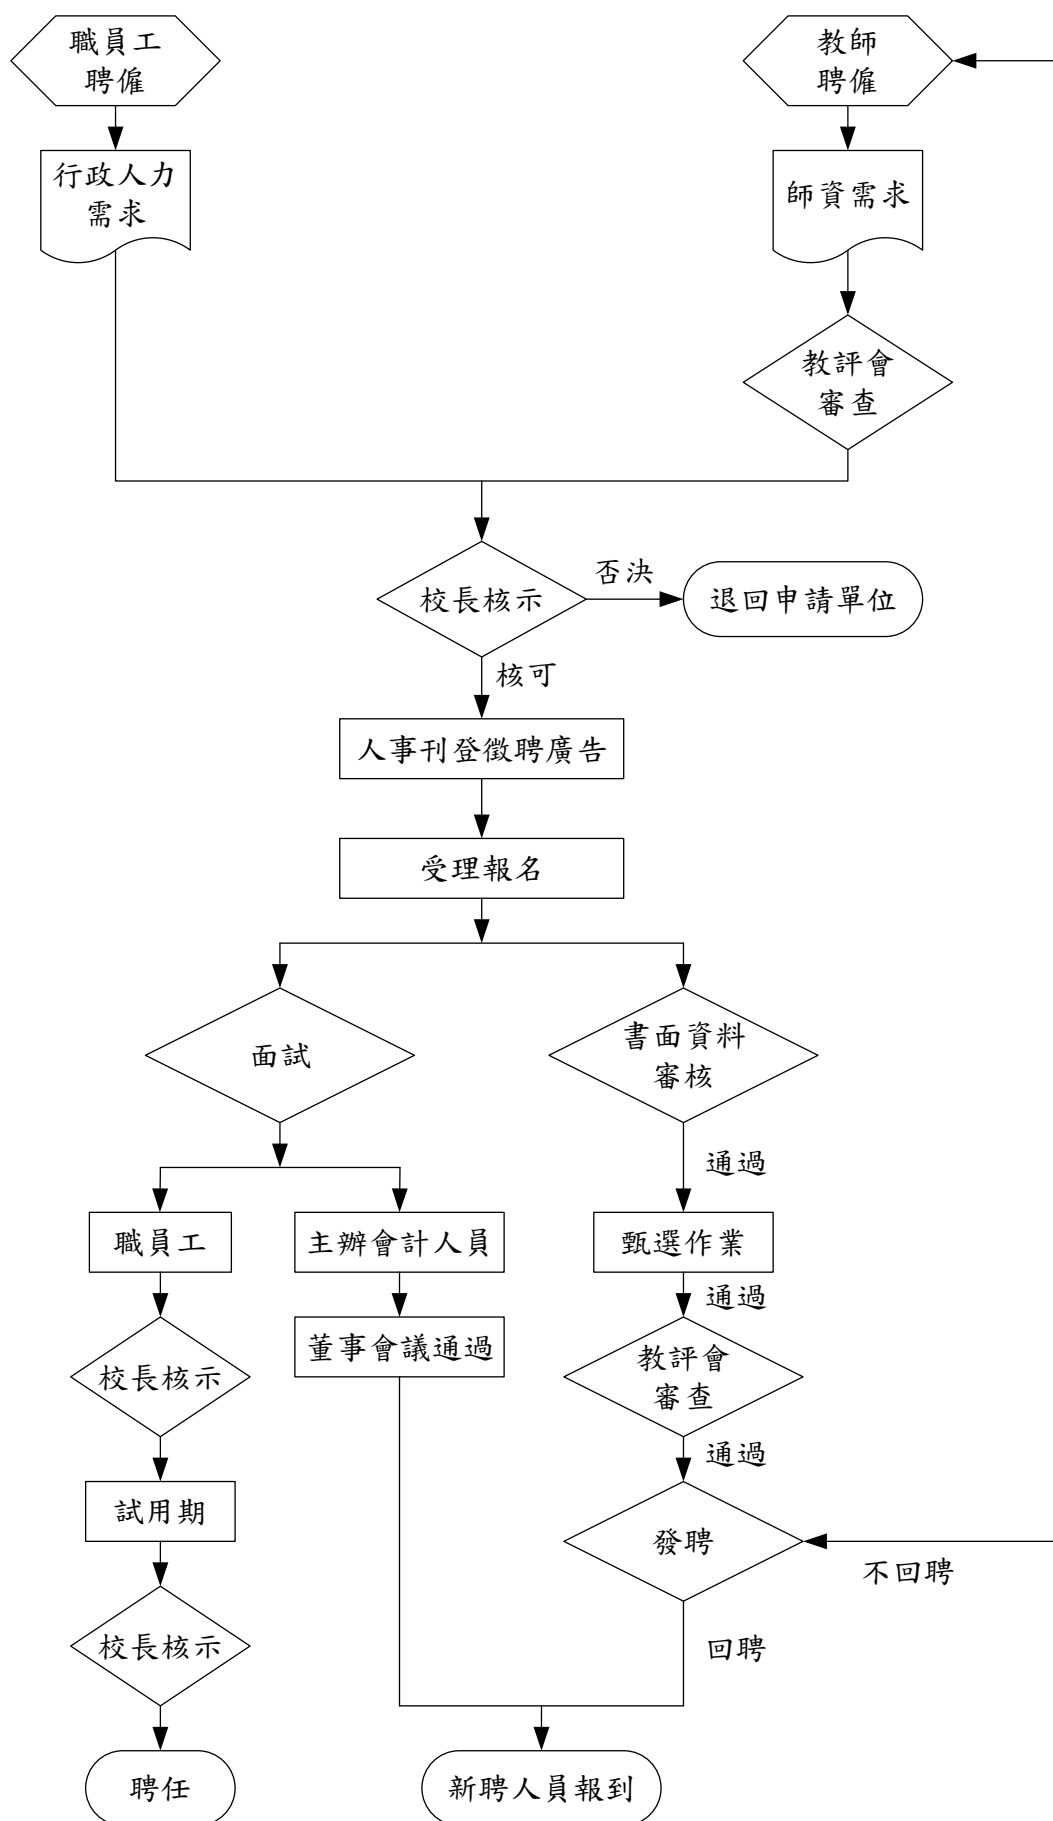 職員工
聘僱
教師
聘僱
行政人力
需求
師資需求
教評會
審查
校長核示
否決
退回申請單位
核可
人事刊登徵聘廣告
受理報名
面試
書面資料
審核
通過
職員工
主辦會計人員
甄選作業
通過
校長核示
董事會議通過
教評會
審查
通過
試用期
發聘
不回聘
校長核示
回聘
聘任
新聘人員報到